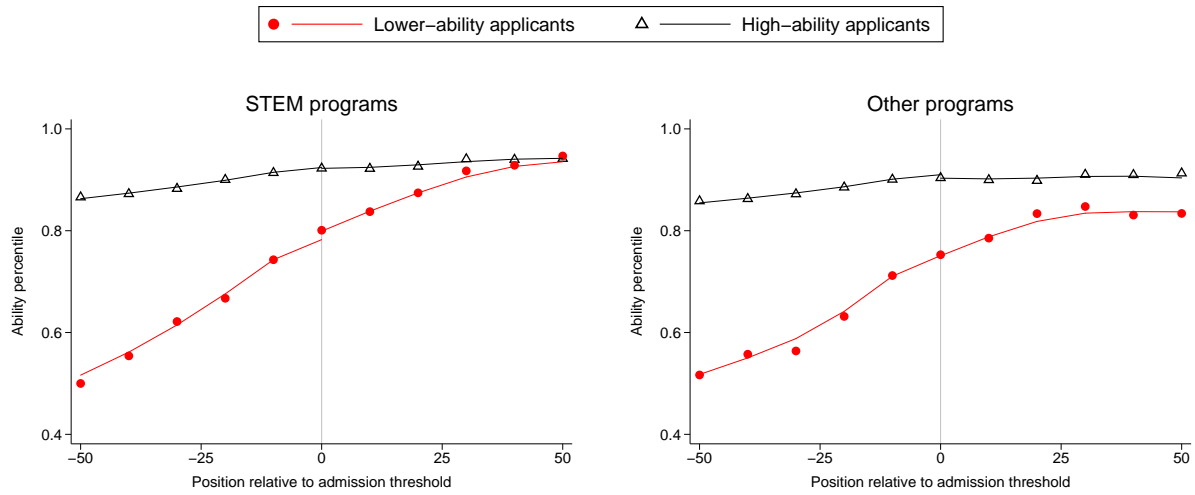 Lower−ability applicants High−ability applicants
STEM programs
Ability percentile
1.0
0.8
0.6
0.4
−50 −25 0 25 50
Position relative to admission threshold
Other programs
Ability percentile
1.0
0.8
0.6
0.4
−50 −25 0 25 50
Position relative to admission threshold